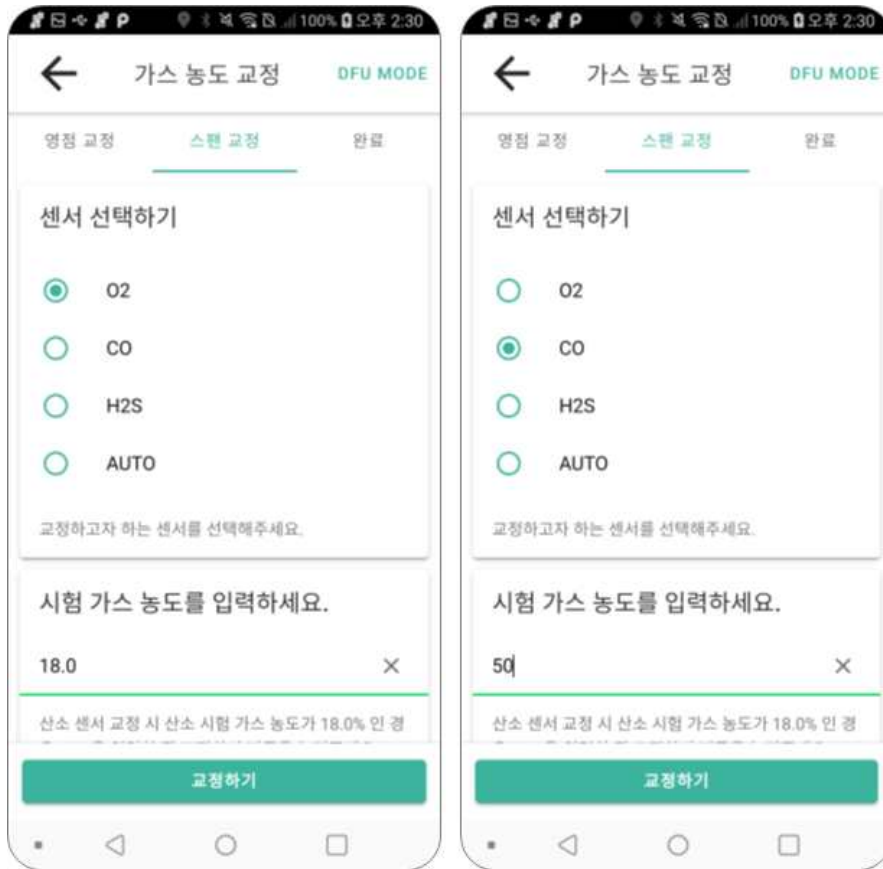 100% 오후 2:30
가스 농도 교정 DFU MODE
영점 교정 스팬 교정 완료
센서 선택하기
O2
CO
H2S
AUTO
교정하고자 하는 센서를 선택해주세요.
시험 가스 농도를 입력하세요.
18.0
산소 센서 교정 시 산소 시험 가스 농도가 18.0% 인 경
교정하기
100% 오후 2:30
가스 농도 교정 DFU MODE
영점 교정 스팬 교정 완료
센서 선택하기
O2
CO
H2S
AUTO
교정하고자 하는 센서를 선택해주세요.
시험 가스 농도를 입력하세요.
50
산소 센서 교정 시 산소 시험 가스 농도가 18.0% 인 경
교정하기